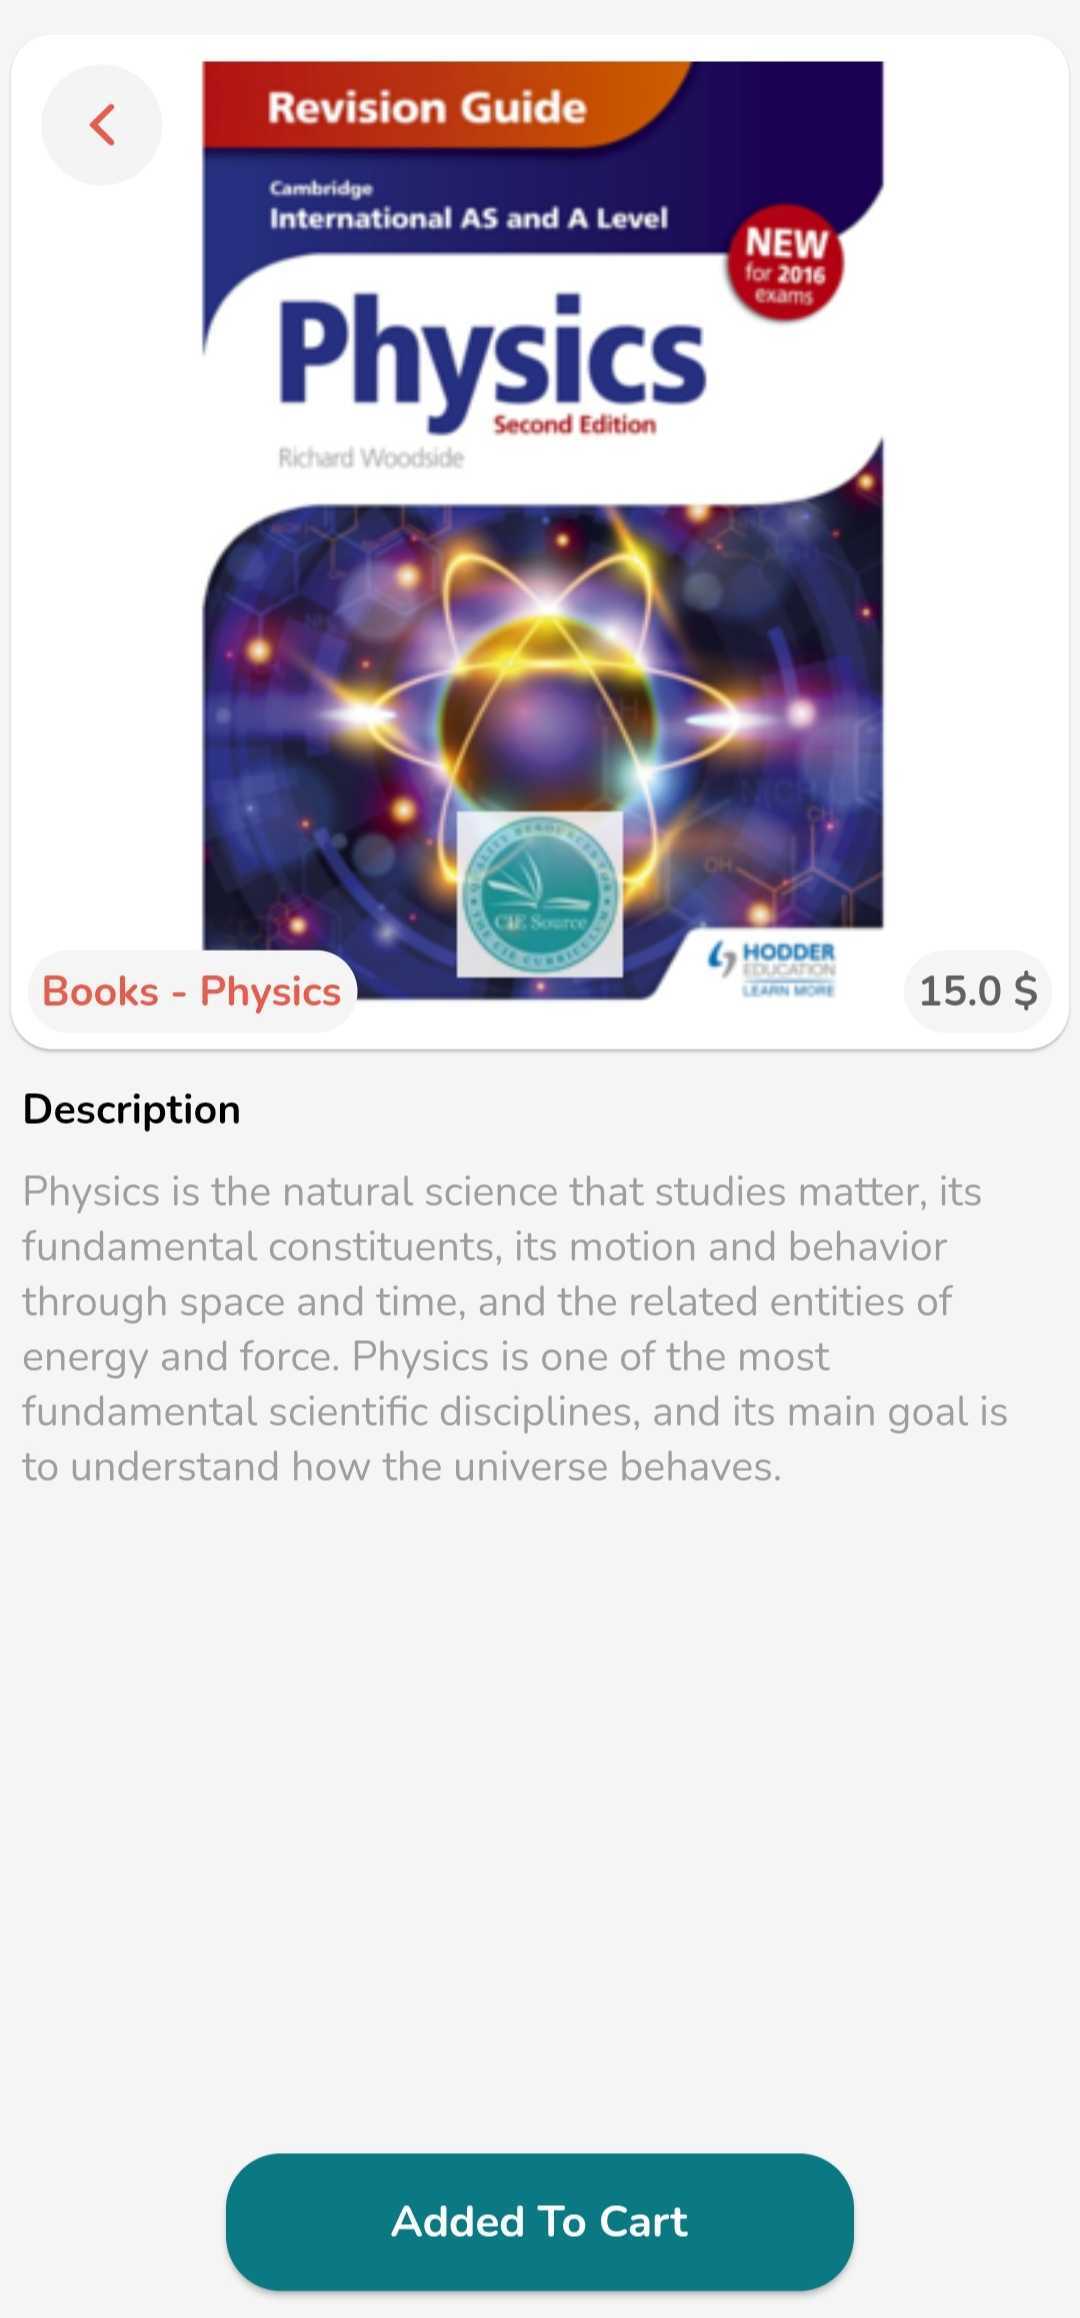 Revision Guide
Cambridge
International AS and A Level
NEW
for 2016
exams
Physics
Second Edition
Richard Woodside
OH
CIE Source
HODDER
EDUCATION
LEARN MORE
Books - Physics
15.0 $
Description
Physics is the natural science that studies matter, its
fundamental constituents, its motion and behavior
through space and time, and the related entities of
energy and force. Physics is one of the most
fundamental scientific disciplines, and its main goal is
to understand how the universe behaves.
Added To Cart